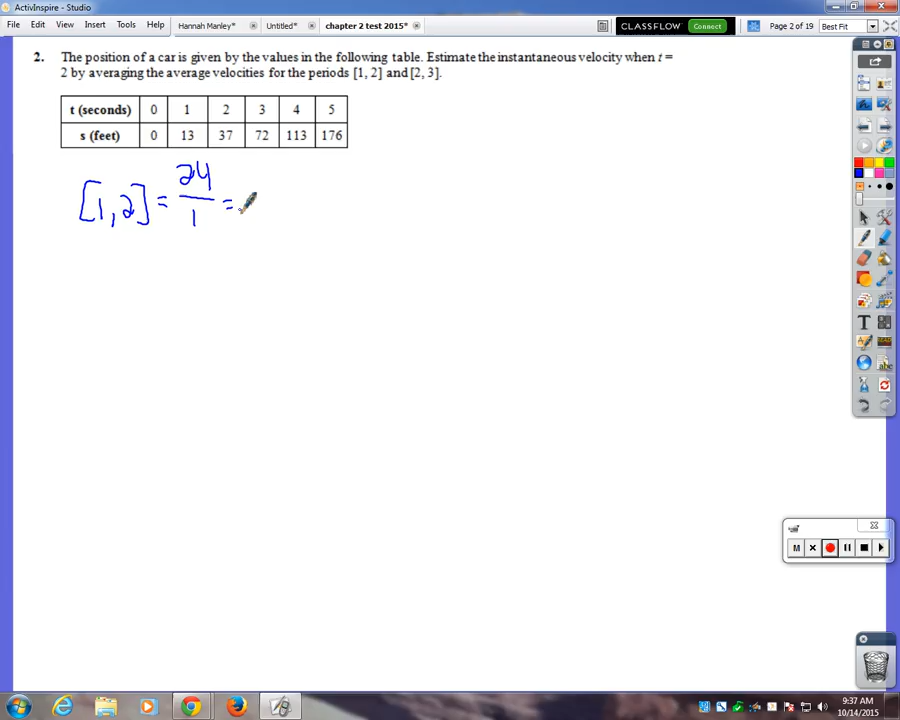 ActivInspire - Studio
File Edit View Insert Tools Help Hannah Manley* Untitled* chapter 2 test 2015* CLASSFLOW Connect Page 2 of 19 Best Fit
2. The position of a car is given by the values in the following table. Estimate the instantaneous velocity when t =
2 by averaging the average velocities for the periods [1, 2] and [2, 3].
t (seconds) 0 1 2 3 4 5
s (feet) 0 13 37 72 113 176
[1, 2] = 24/1 =
M
9:37 AM
10/14/2015